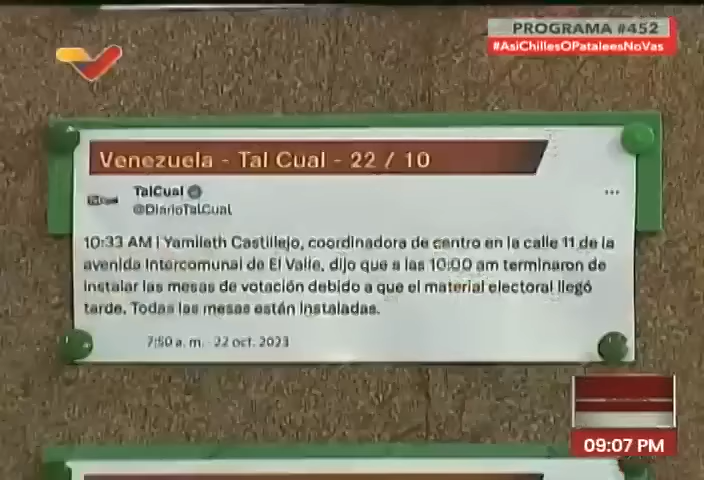 PROGRAMA #452
#AsiChillesOPataleesNoVas
Venezuela - Tal Cual - 22 / 10
TalCual
@DiarioTalCual
10:33 AM | Yamileth Castillejo, coordinadora de centro en la calle 11 de la
avenida Intercomunal de El Valle, dijo que a las 10:00 am terminaron de
instalar las mesas de votación debido a que el material electoral llegó
tarde. Todas las mesas están instaladas.
7:50 a. m. · 22 oct. 2023
09:07 PM